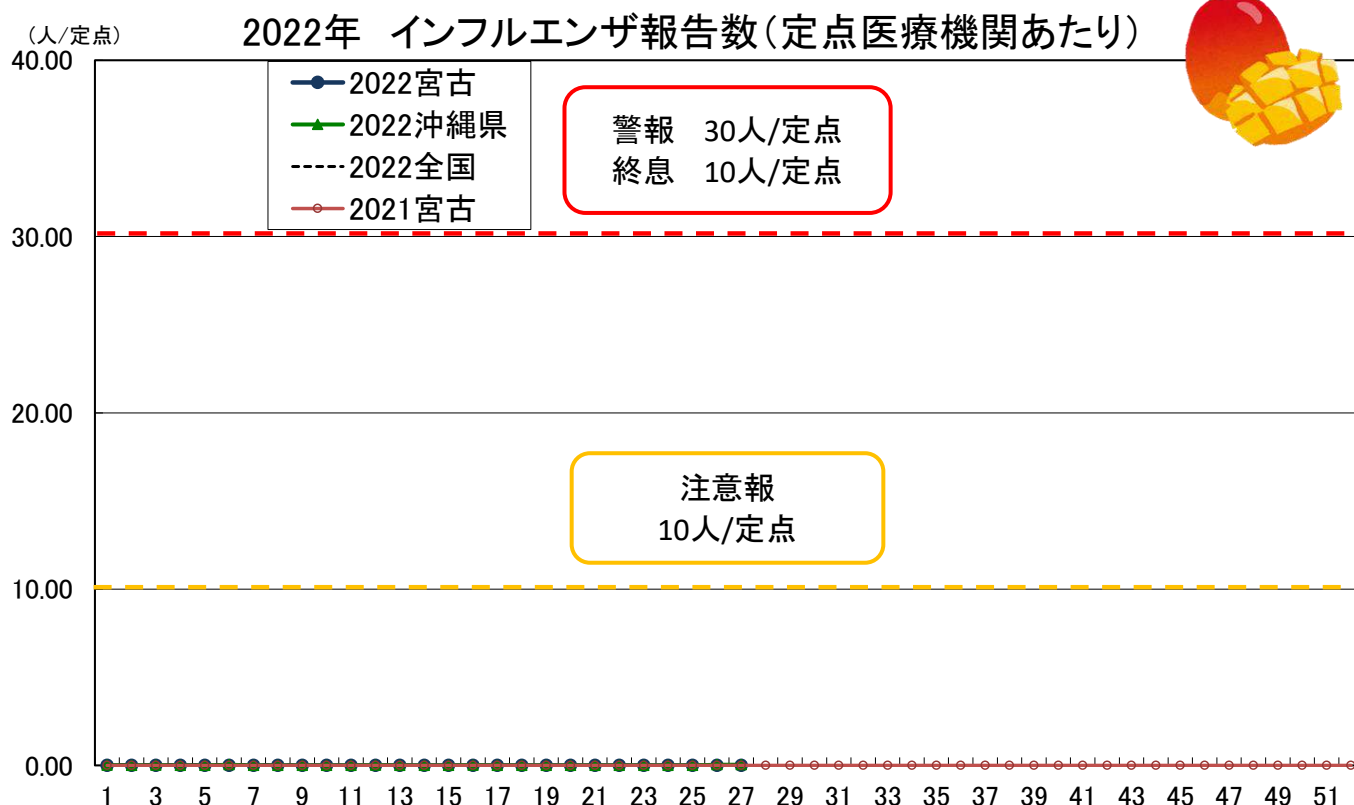 2022年 インフルエンザ報告数(定点医療機関あたり)
(人/定点)
40.00
30.00
20.00
10.00
0.00
2022宮古
2022沖縄県
2022全国
2021宮古
警報 30人/定点
終息 10人/定点
注意報
10人/定点
1 3 5 7 9 11 13 15 17 19 21 23 25 27 29 31 33 35 37 39 41 43 45 47 49 51